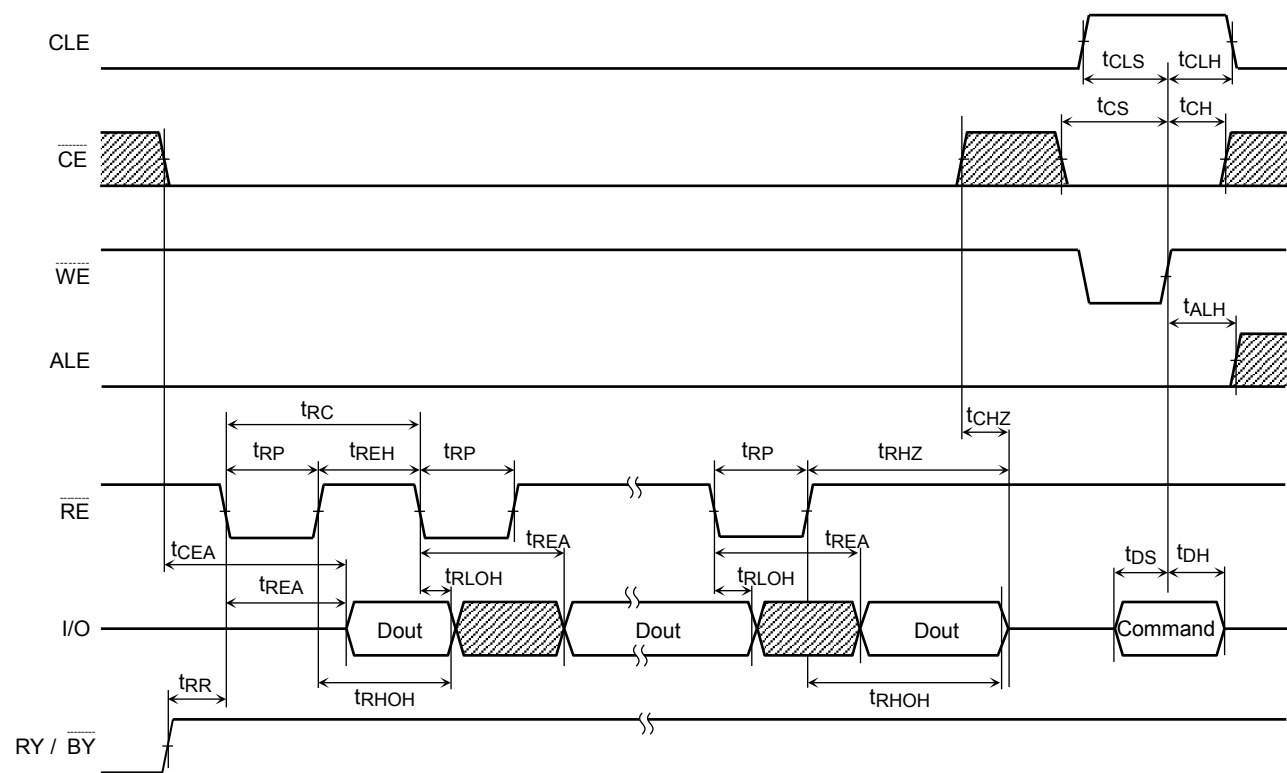 CLE
tCLS tCLH
tCS tCH
CE
WE
tALH
ALE
tRC
tCHZ
tRP tREH tRP tRP tRHZ
RE
tCEA tREA tREA tDS tDH
tREA tRLOH tRLOH
I/O Dout Dout Dout Command
tRR tRHOH tRHOH
RY / BY